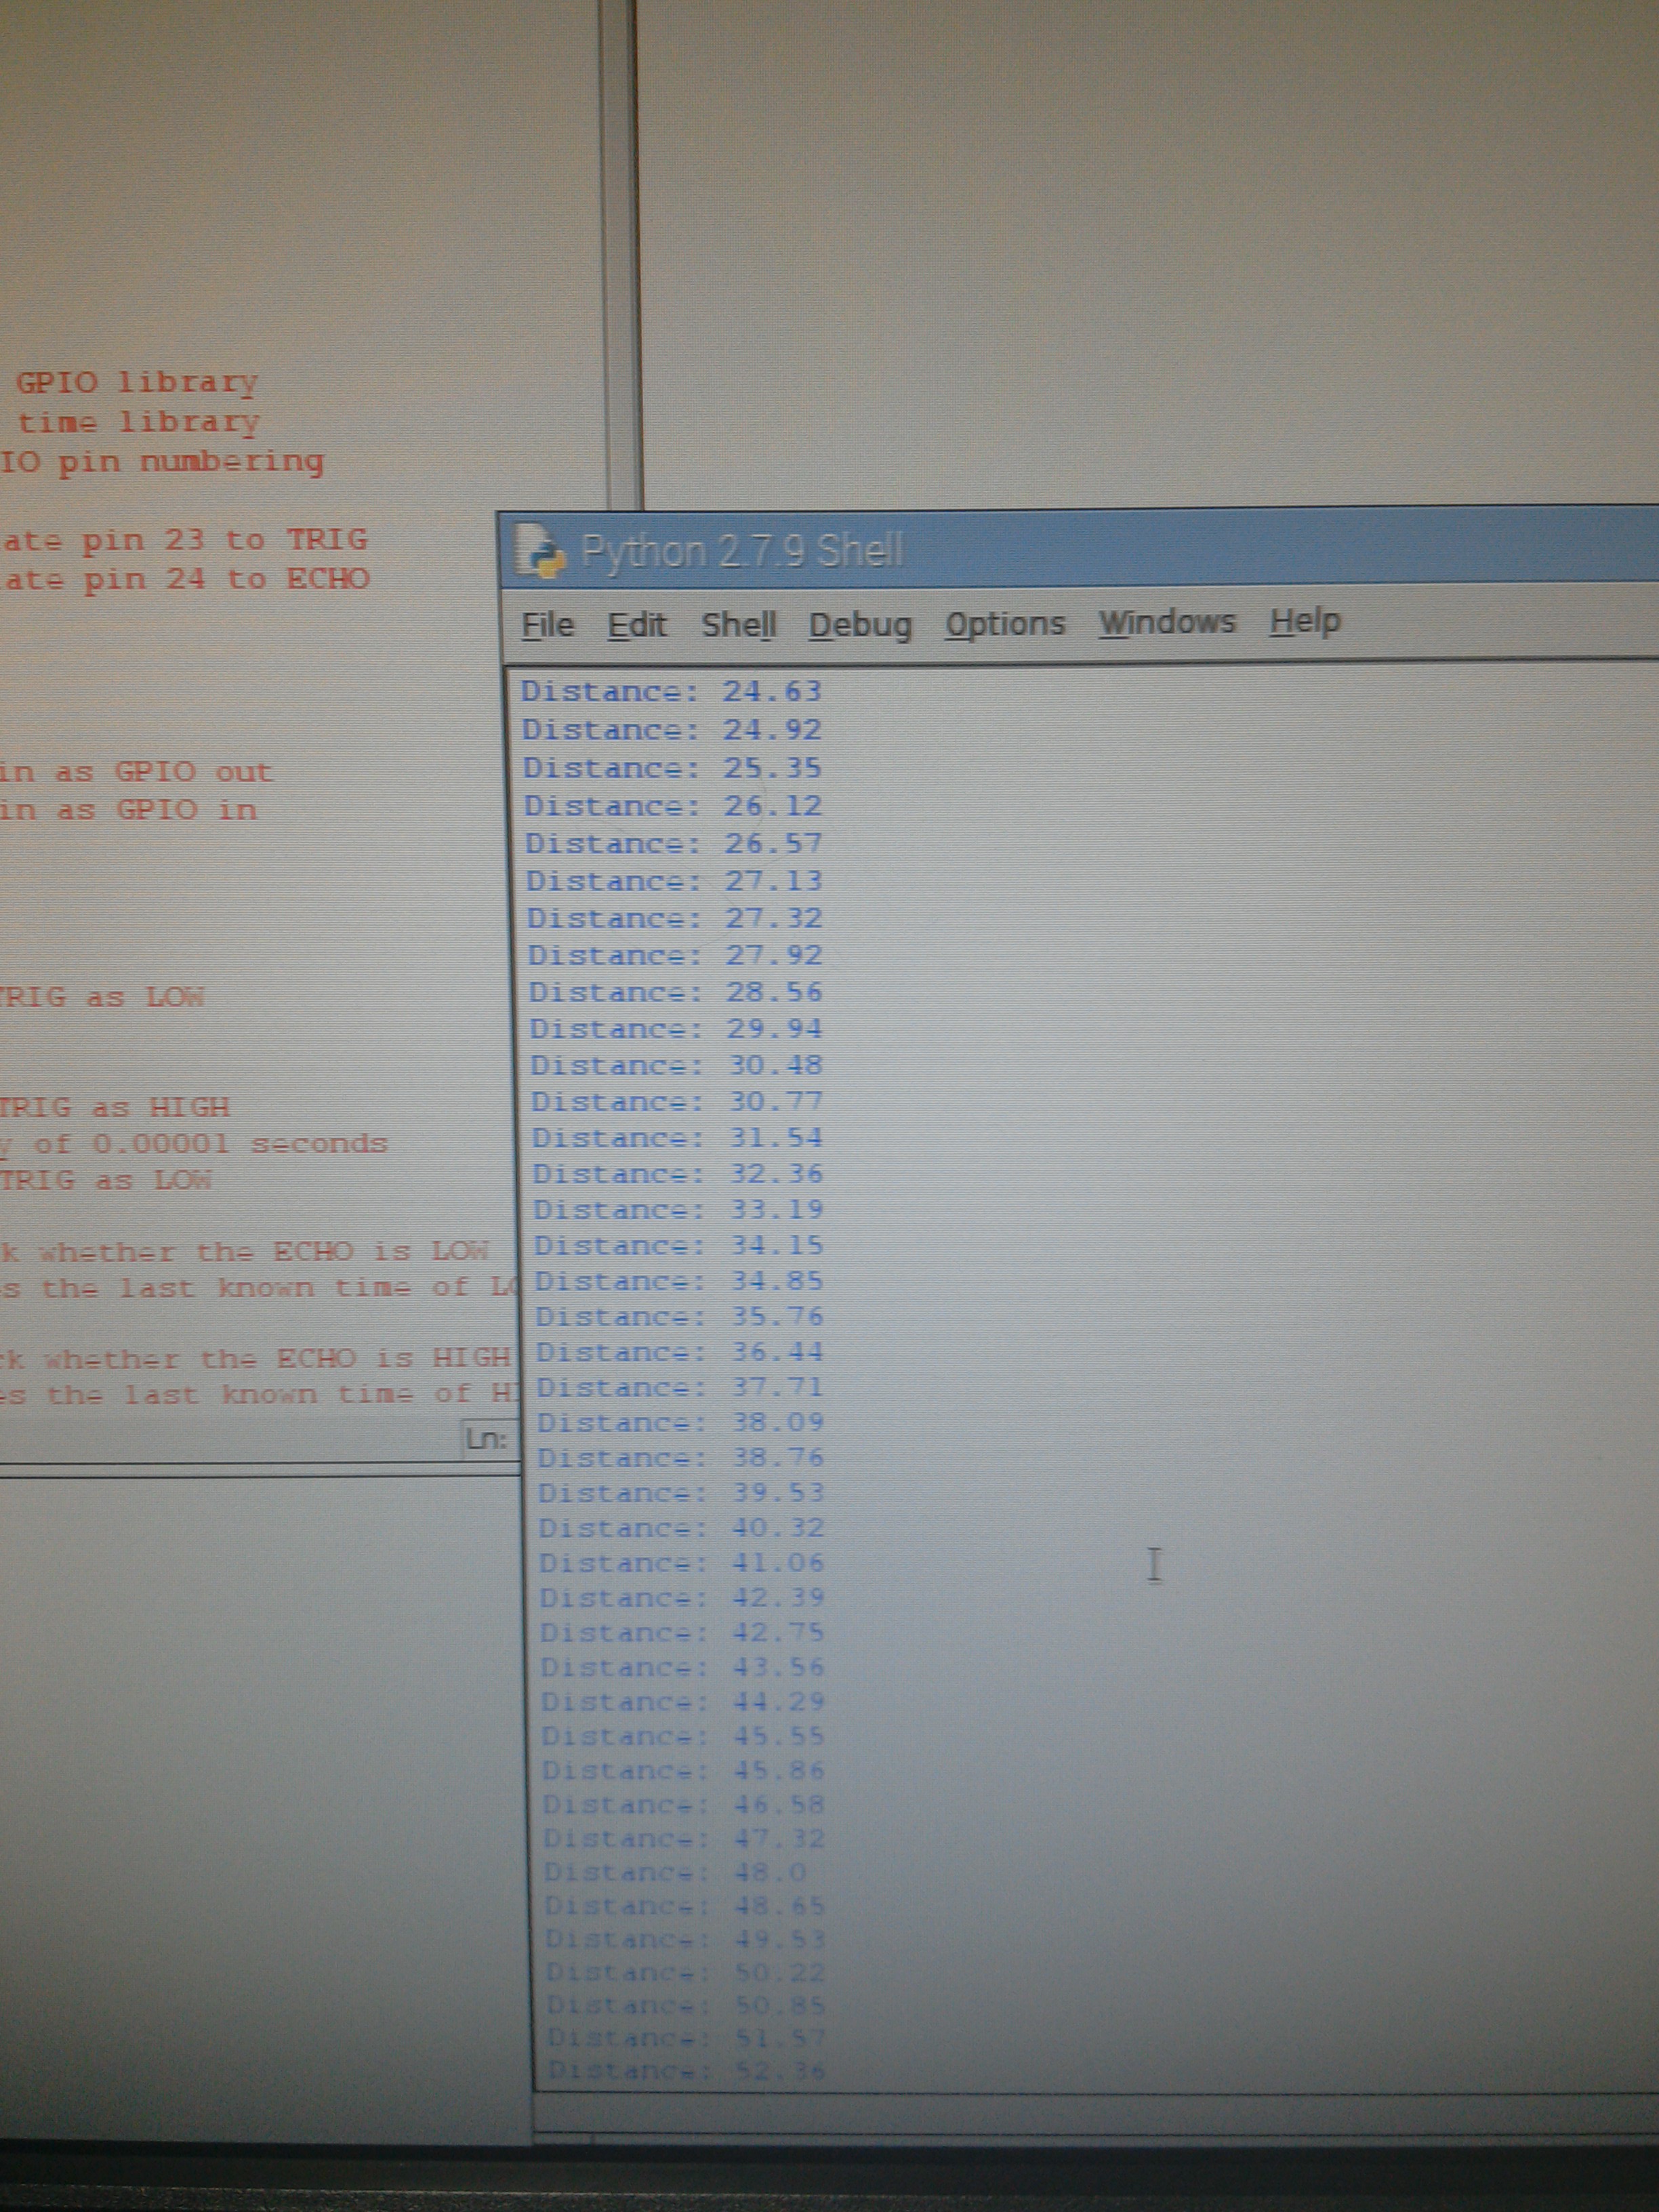 GPIO library
time library
IO pin numbering
ate pin 23 to TRIG
ate pin 24 to ECHO
in as GPIO out
in as GPIO in
TRIG as LOW
TRIG as HIGH
y of 0.00001 seconds
TRIG as LOW
k whether the ECHO is LOW
s the last known time of LO
ck whether the ECHO is HIGH
es the last known time of HI
Ln:
Python 2.7.9 Shell
File Edit Shell Debug Options Windows Help
Distance: 24.63
Distance: 24.92
Distance: 25.35
Distance: 26.12
Distance: 26.57
Distance: 27.13
Distance: 27.32
Distance: 27.92
Distance: 28.56
Distance: 29.94
Distance: 30.48
Distance: 30.77
Distance: 31.54
Distance: 32.36
Distance: 33.19
Distance: 34.15
Distance: 34.85
Distance: 35.76
Distance: 36.44
Distance: 37.71
Distance: 38.09
Distance: 38.76
Distance: 39.53
Distance: 40.32
Distance: 41.06
Distance: 42.39
Distance: 42.75
Distance: 43.56
Distance: 44.29
Distance: 45.55
Distance: 45.86
Distance: 46.58
Distance: 47.32
Distance: 48.0
Distance: 48.65
Distance: 49.53
Distance: 50.22
Distance: 50.85
Distance: 51.57
Distance: 52.36